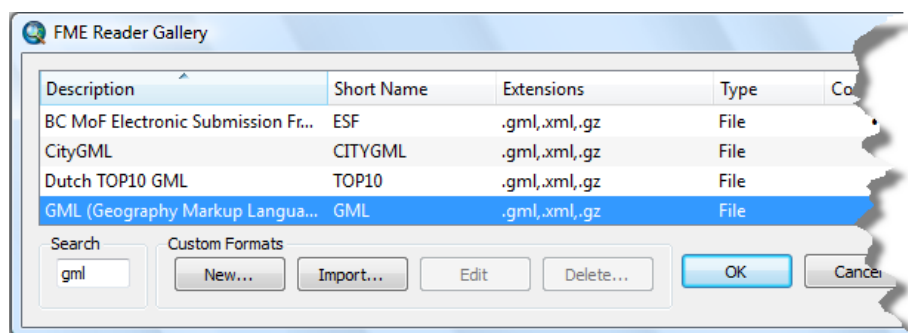 FME Reader Gallery
Description Short Name Extensions Type
BC MoF Electronic Submission Fr... ESF .gml,.xml,.gz File
CityGML CITYGML .gml,.xml,.gz File
Dutch TOP10 GML TOP10 .gml,.xml,.gz File
GML (Geography Markup Langua... GML .gml,.xml,.gz File
Search Custom Formats
gml New... Import... Edit Delete... OK Cancel